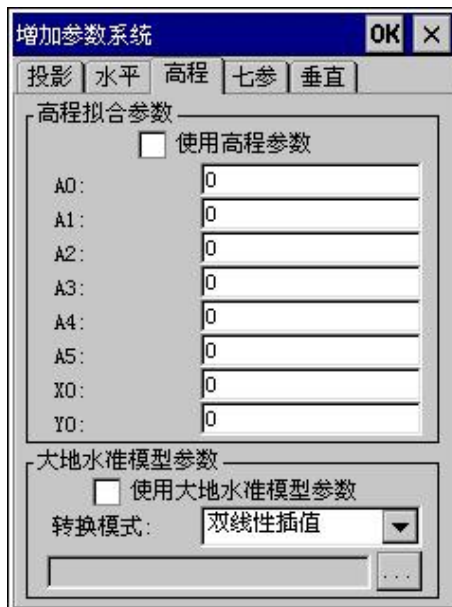 增加参数系统 OK ×
投影 水平 高程 七参 垂直
高程拟合参数
使用高程参数
A0: 0
A1: 0
A2: 0
A3: 0
A4: 0
A5: 0
X0: 0
Y0: 0
大地水准模型参数
使用大地水准模型参数
转换模式: 双线性插值
...